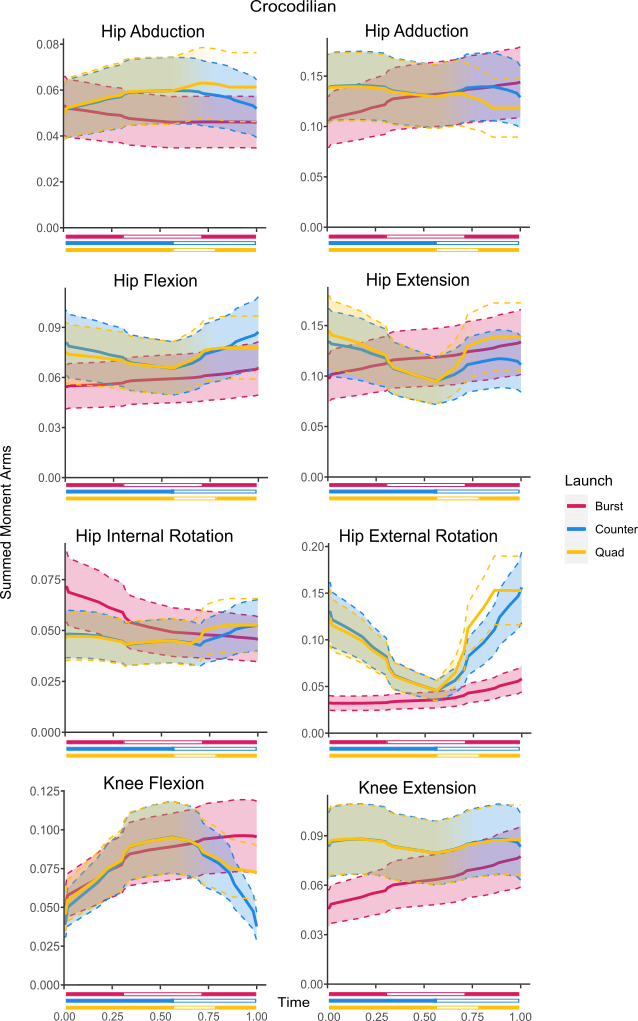 Crocodilian
Hip Abduction
Hip Adduction
0.08
0.06
0.04
0.02
0.00
0.15
0.10
0.05
0.00
Hip Flexion
Hip Extension
0.09
0.06
0.03
0.00
0.15
0.10
0.05
0.00
Summed Moment Arms
Launch
Burst
Counter
Quad
Hip Internal Rotation
Hip External Rotation
0.075
0.050
0.025
0.000
0.20
0.15
0.10
0.05
0.00
Knee Flexion
Knee Extension
0.125
0.100
0.075
0.050
0.025
0.000
0.09
0.06
0.03
0.00
Time
0.00 0.25 0.50 0.75 1.00
0.00 0.25 0.50 0.75 1.00